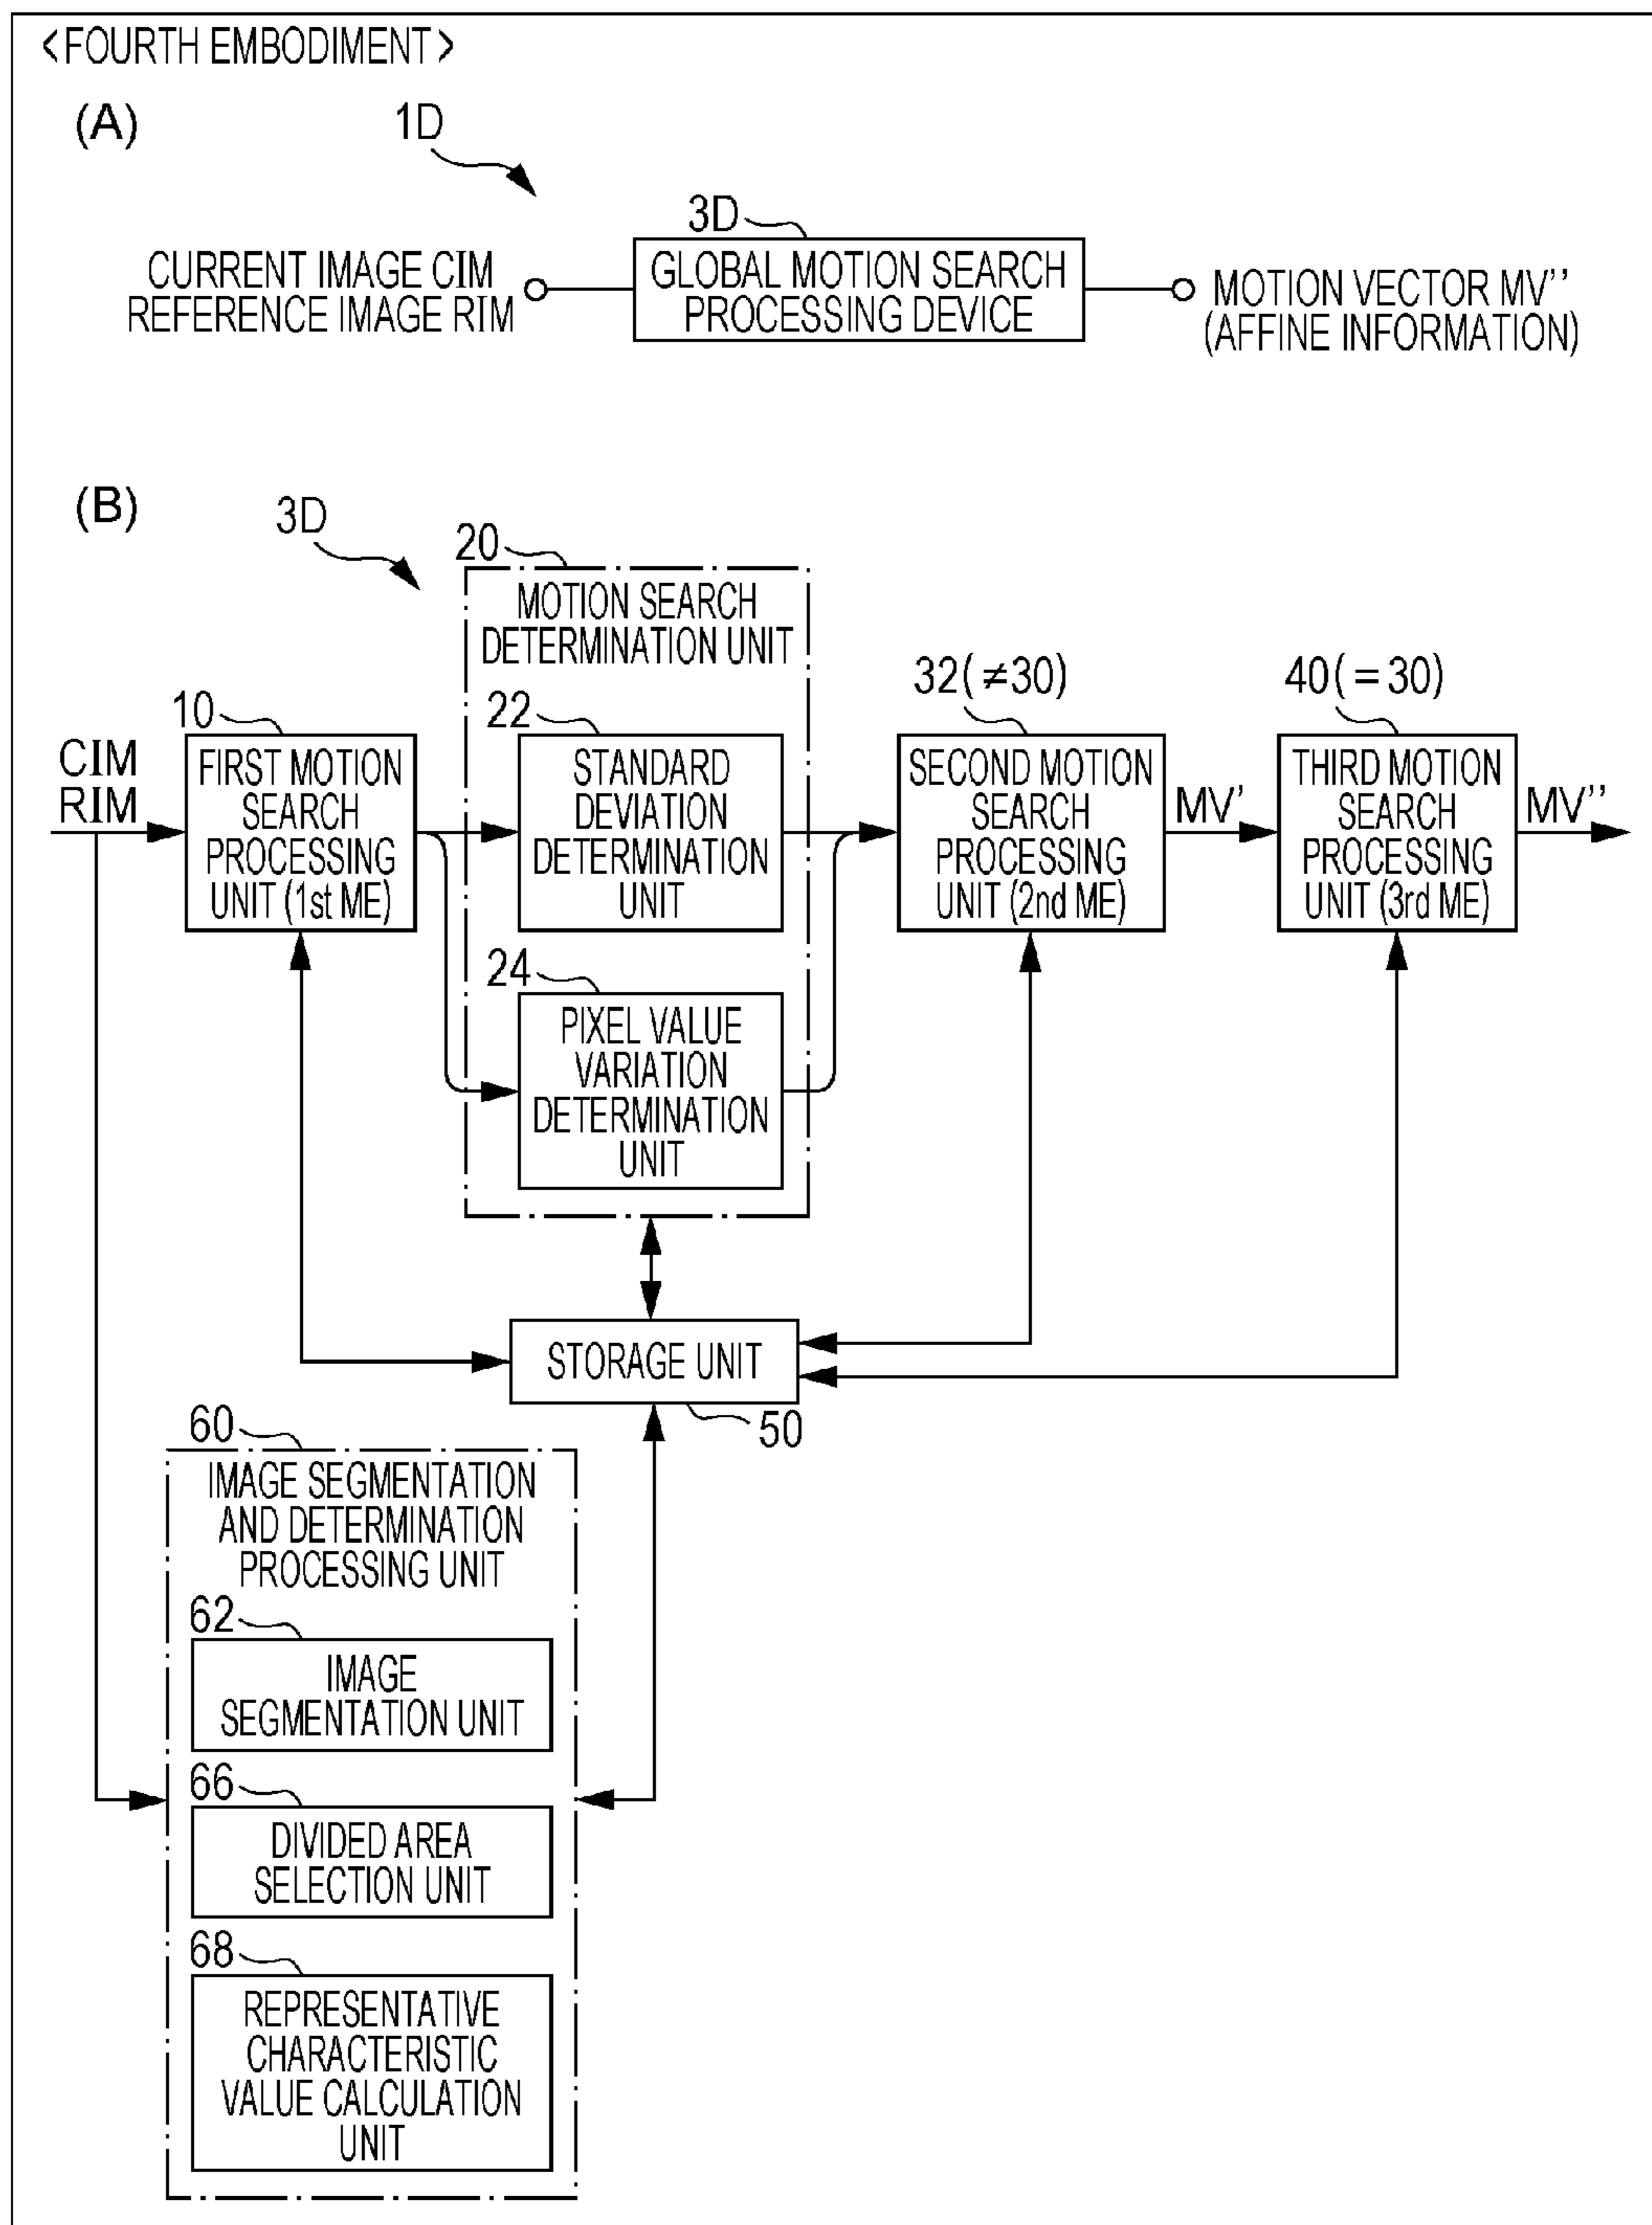 <FOURTH EMBODIMENT>
(A)
1D
3D
CURRENT IMAGE CIM
REFERENCE IMAGE RIM
GLOBAL MOTION SEARCH
PROCESSING DEVICE
MOTION VECTOR MV''
(AFFINE INFORMATION)
(B)
3D
20
MOTION SEARCH
DETERMINATION UNIT
CIM
RIM
10
FIRST MOTION
SEARCH
PROCESSING
UNIT (1st ME)
22
STANDARD
DEVIATION
DETERMINATION
UNIT
24
PIXEL VALUE
VARIATION
DETERMINATION
UNIT
32(≠30)
SECOND MOTION
SEARCH
PROCESSING
UNIT (2nd ME)
MV'
40(=30)
THIRD MOTION
SEARCH
PROCESSING
UNIT (3rd ME)
MV''
STORAGE UNIT
50
60
IMAGE SEGMENTATION
AND DETERMINATION
PROCESSING UNIT
62
IMAGE
SEGMENTATION UNIT
66
DIVIDED AREA
SELECTION UNIT
68
REPRESENTATIVE
CHARACTERISTIC
VALUE CALCULATION
UNIT